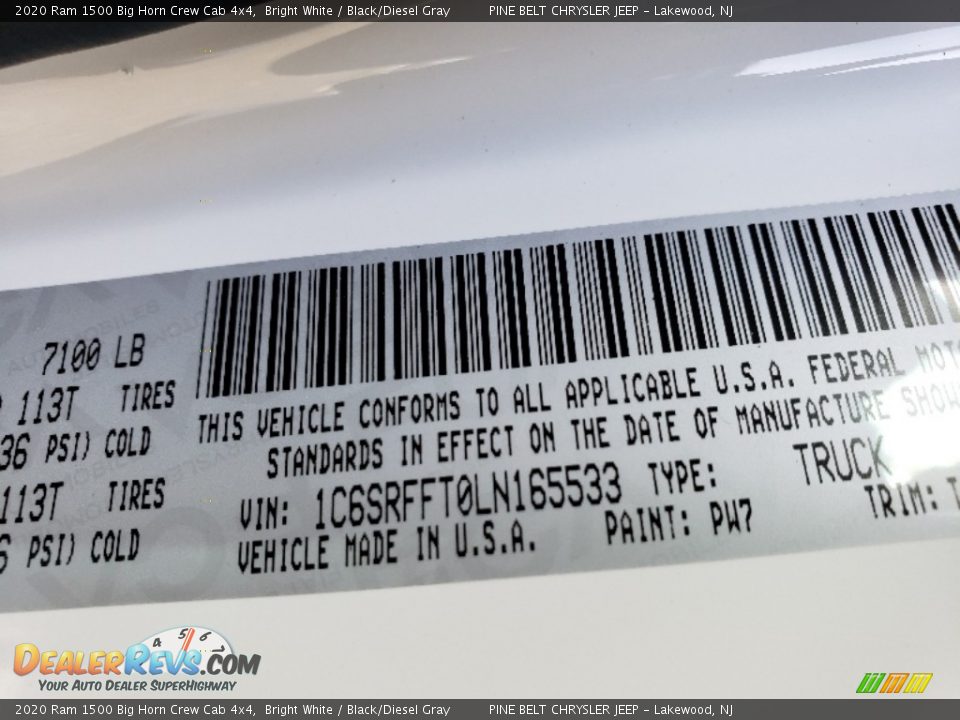 2020 Ram 1500 Big Horn Crew Cab 4x4, Bright White / Black/Diesel Gray PINE BELT CHRYSLER JEEP - Lakewood, NJ
7100 LB
113T TIRES
36 PSI) COLD
113T TIRES
PSI) COLD
THIS VEHICLE CONFORMS TO ALL APPLICABLE U.S.A. FEDERAL
STANDARDS IN EFFECT ON THE DATE OF MANUFACTURE
VIN: 1C6SRFFT0LN165533 TYPE: TRUCK
VEHICLE MADE IN U.S.A. PAINT: PW7 TRIM:
4 5 6
DEALERREVS.COM
YOUR AUTO DEALER SUPERHIGHWAY
2020 Ram 1500 Big Horn Crew Cab 4x4, Bright White / Black/Diesel Gray PINE BELT CHRYSLER JEEP - Lakewood, NJ